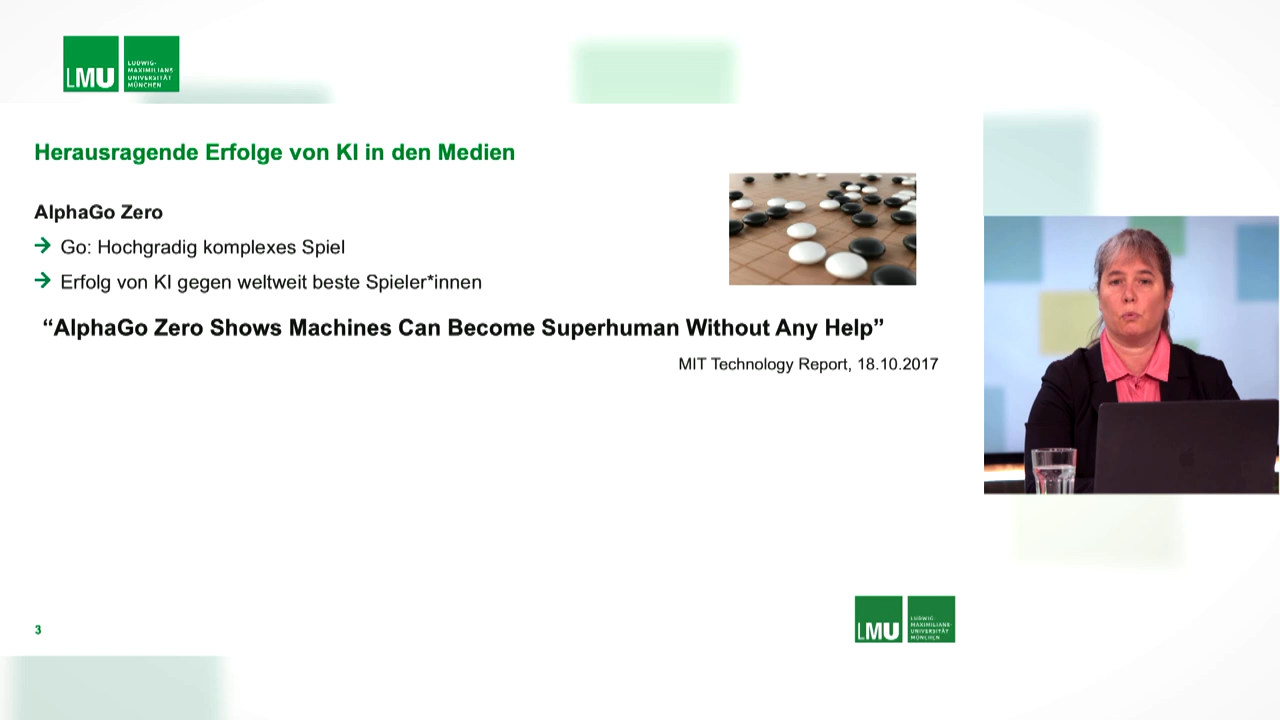 LMU
LUDWIG-
MAXIMILIANS-
UNIVERSITÄT
MÜNCHEN
Herausragende Erfolge von KI in den Medien
AlphaGo Zero
→ Go: Hochgradig komplexes Spiel
→ Erfolg von KI gegen weltweit beste Spieler*innen
“AlphaGo Zero Shows Machines Can Become Superhuman Without Any Help”
MIT Technology Report, 18.10.2017
3
LMU
LUDWIG-
MAXIMILIANS-
UNIVERSITÄT
MÜNCHEN